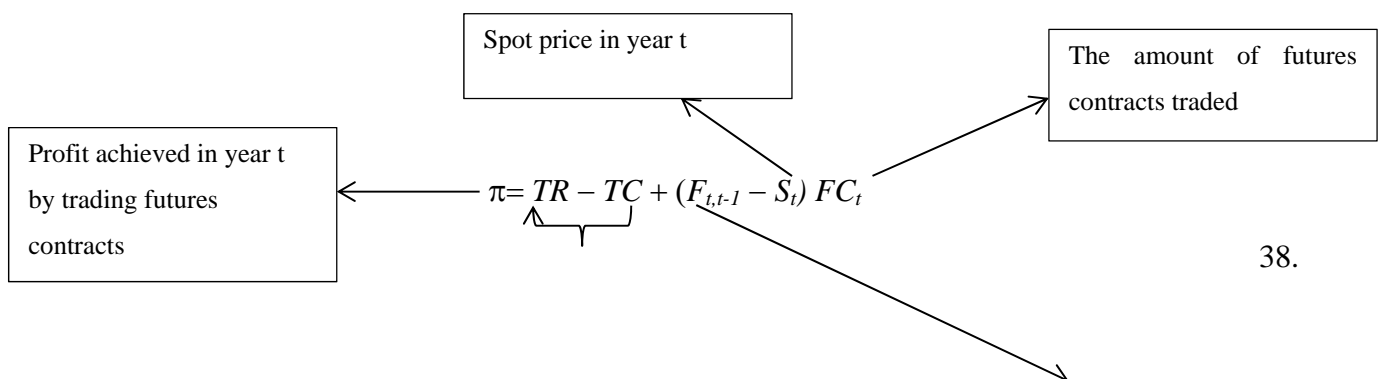 Spot price in year t
The amount of futures
contracts traded
Profit achieved in year t
by trading futures
contracts
π= TR – TC + (Ft,t-1 – St) FCt
38.